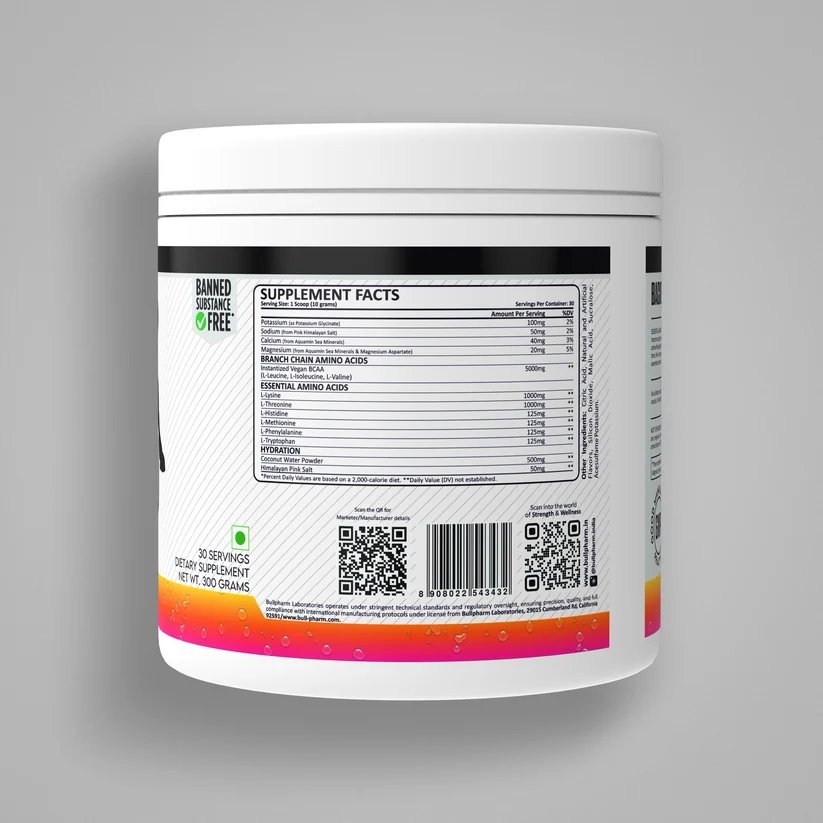 BANNED
SUBSTANCE
FREE*
SUPPLEMENT FACTS
Serving Size: 1 Scoop (10 grams) Servings Per Container: 30
Amount Per Serving %DV
Potassium (as Potassium Glycinate) 100mg 2%
Sodium (from Pink Himalayan Salt) 50mg 2%
Calcium (from Aquamin Sea Minerals) 40mg 3%
Magnesium (from Aquamin Sea Minerals & Magnesium Aspartate) 20mg 5%
BRANCH CHAIN AMINO ACIDS
Instantized Vegan BCAA 5000mg **
(L-Leucine, L-Isoleucine, L-Valine)
ESSENTIAL AMINO ACIDS
L-Lysine 1000mg **
L-Threonine 1000mg **
L-Histidine 125mg **
L-Methionine 125mg **
L-Phenylalanine 125mg **
L-Tryptophan 125mg **
HYDRATION
Coconut Water Powder 500mg **
Himalayan Pink Salt 50mg **
*Percent Daily Values are based on a 2,000-calorie diet. **Daily Value (DV) not established.
Other Ingredients: Citric Acid, Natural and Artificial
Flavors, Silicon Dioxide, Malic Acid, Sucralose,
Acesulfame Potassium.
30 SERVINGS
DIETARY SUPPLEMENT
NET WT. 300 GRAMS
Scan the QR for
Marketer/Manufacturer details
8 908022 543432
Scan into the world
of Strength & Wellness
www.bullpharm.in
@bullpharm.india
Bullpharm Laboratories operates under stringent technical standards and regulatory oversight, ensuring precision, quality, and full
compliance with international manufacturing protocols under license from Bullpharm Laboratories, 29015 Cumberland Rd, California
92591/www.bull-pharm.com.